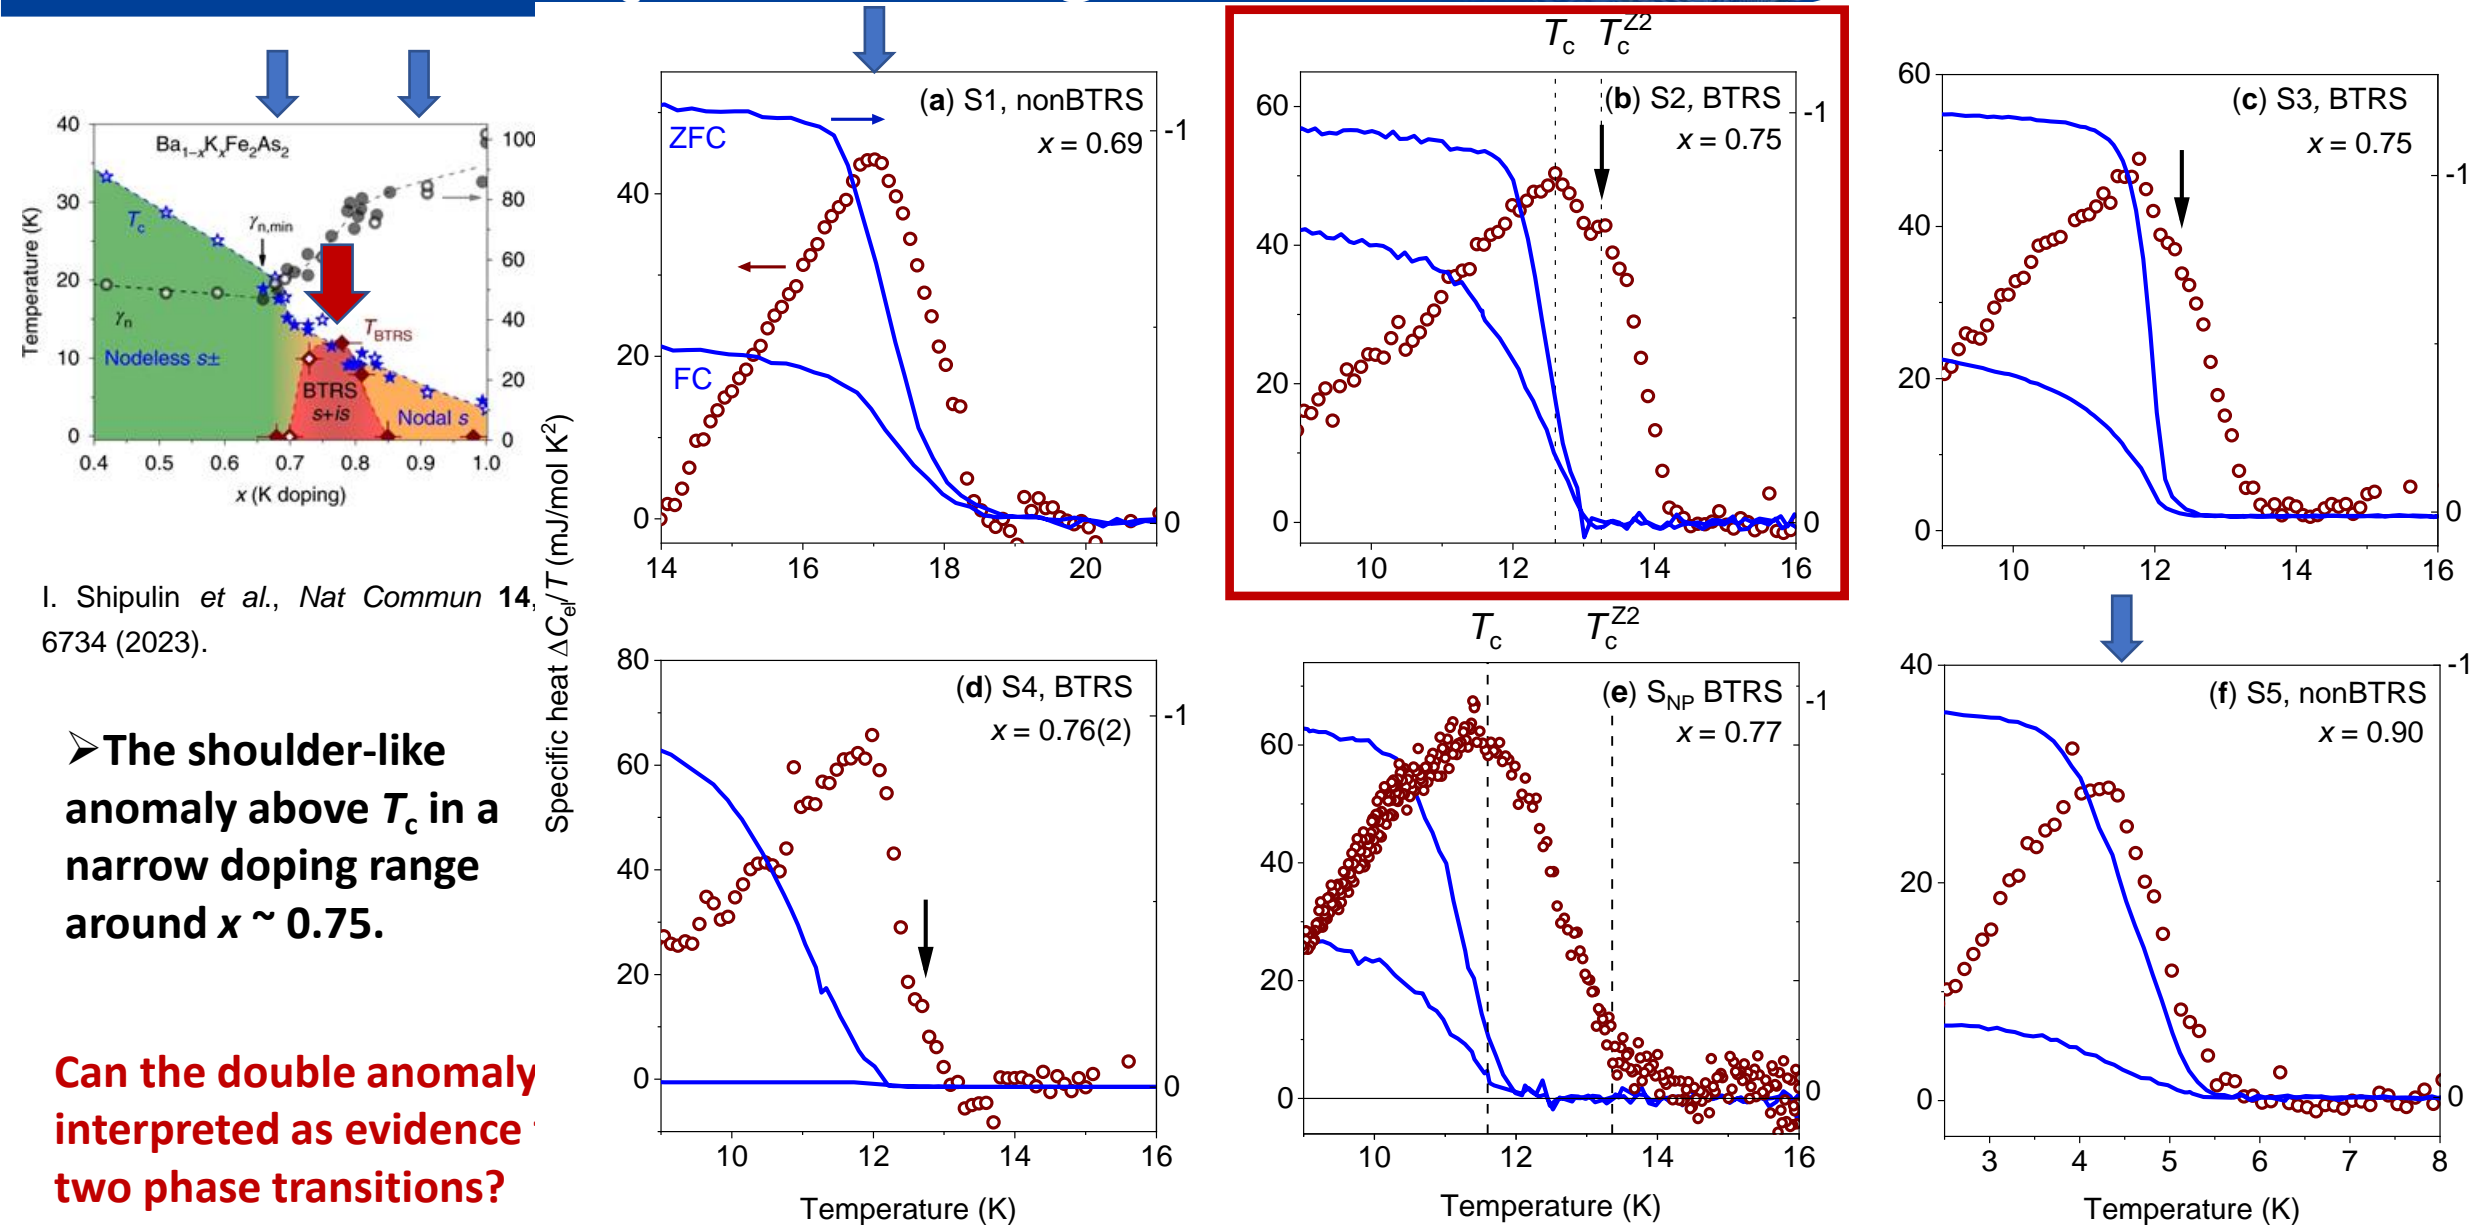 40
30
20
10
0
Temperature (K)
Ba1−xKxFe2As2
Tc
γn,min
γn
Nodeless s±
TBTRS
BTRS
s+is
Nodal s
100
80
60
40
20
0
0.4 0.5 0.6 0.7 0.8 0.9 1.0
x (K doping)
I. Shipulin et al., Nat Commun 14,
6734 (2023).
➢The shoulder-like
anomaly above Tc in a
narrow doping range
around x ~ 0.75.
Can the double anomaly
interpreted as evidence
two phase transitions?
Specific heat ΔCel/T (mJ/mol K2)
(a) S1, nonBTRS
x = 0.69
ZFC
FC
40
20
0
-1
0
14 16 18 20
Tc TcZ2
(b) S2, BTRS
x = 0.75
60
40
20
0
-1
0
10 12 14 16
(c) S3, BTRS
x = 0.75
60
40
20
0
-1
0
10 12 14 16
(d) S4, BTRS
x = 0.76(2)
80
60
40
20
0
-1
0
10 12 14 16
Temperature (K)
Tc TcZ2
(e) SNP BTRS
x = 0.77
60
40
20
0
-1
0
10 12 14 16
Temperature (K)
(f) S5, nonBTRS
x = 0.90
40
20
0
-1
0
3 4 5 6 7 8
Temperature (K)